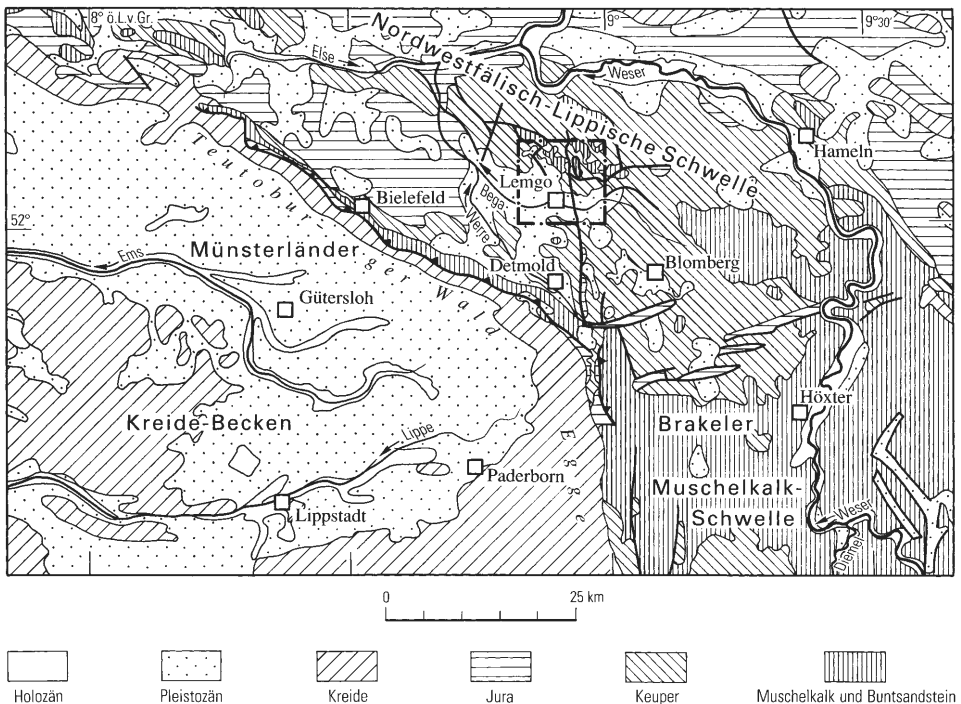 8° ö.L.v.Gr.
9°
9°30'
Nordwestfälisch-Lippische Schwelle
Else
Weser
Hameln
Teutoburger Wald
Lemgo
Bega
Werre
Bielefeld
52°
Münsterländer
Ems
Detmold
Blomberg
Gütersloh
Höxter
Kreide-Becken
Brakeler
Lippe
Egge
Paderborn
Muschelkalk-
Schwelle
Weser
Lippstadt
Diemel
0 25 km
Holozän Pleistozän Kreide Jura Keuper Muschelkalk und Buntsandstein